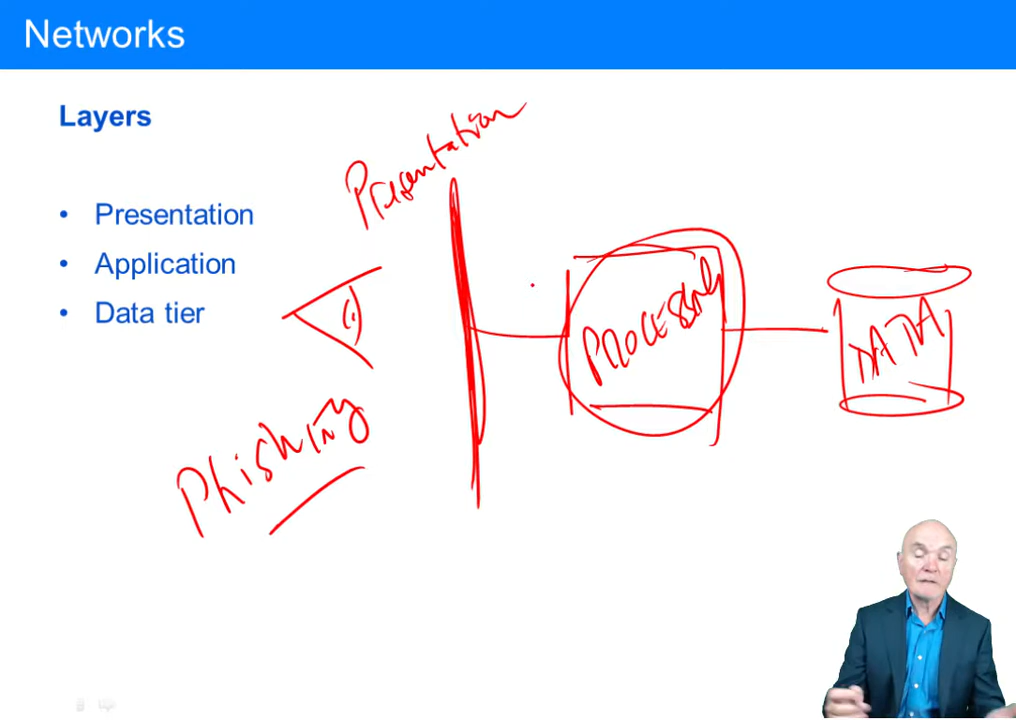 Networks
Layers
• Presentation
• Application
• Data tier
Presentation
PROCESSING
DATA
Phishing